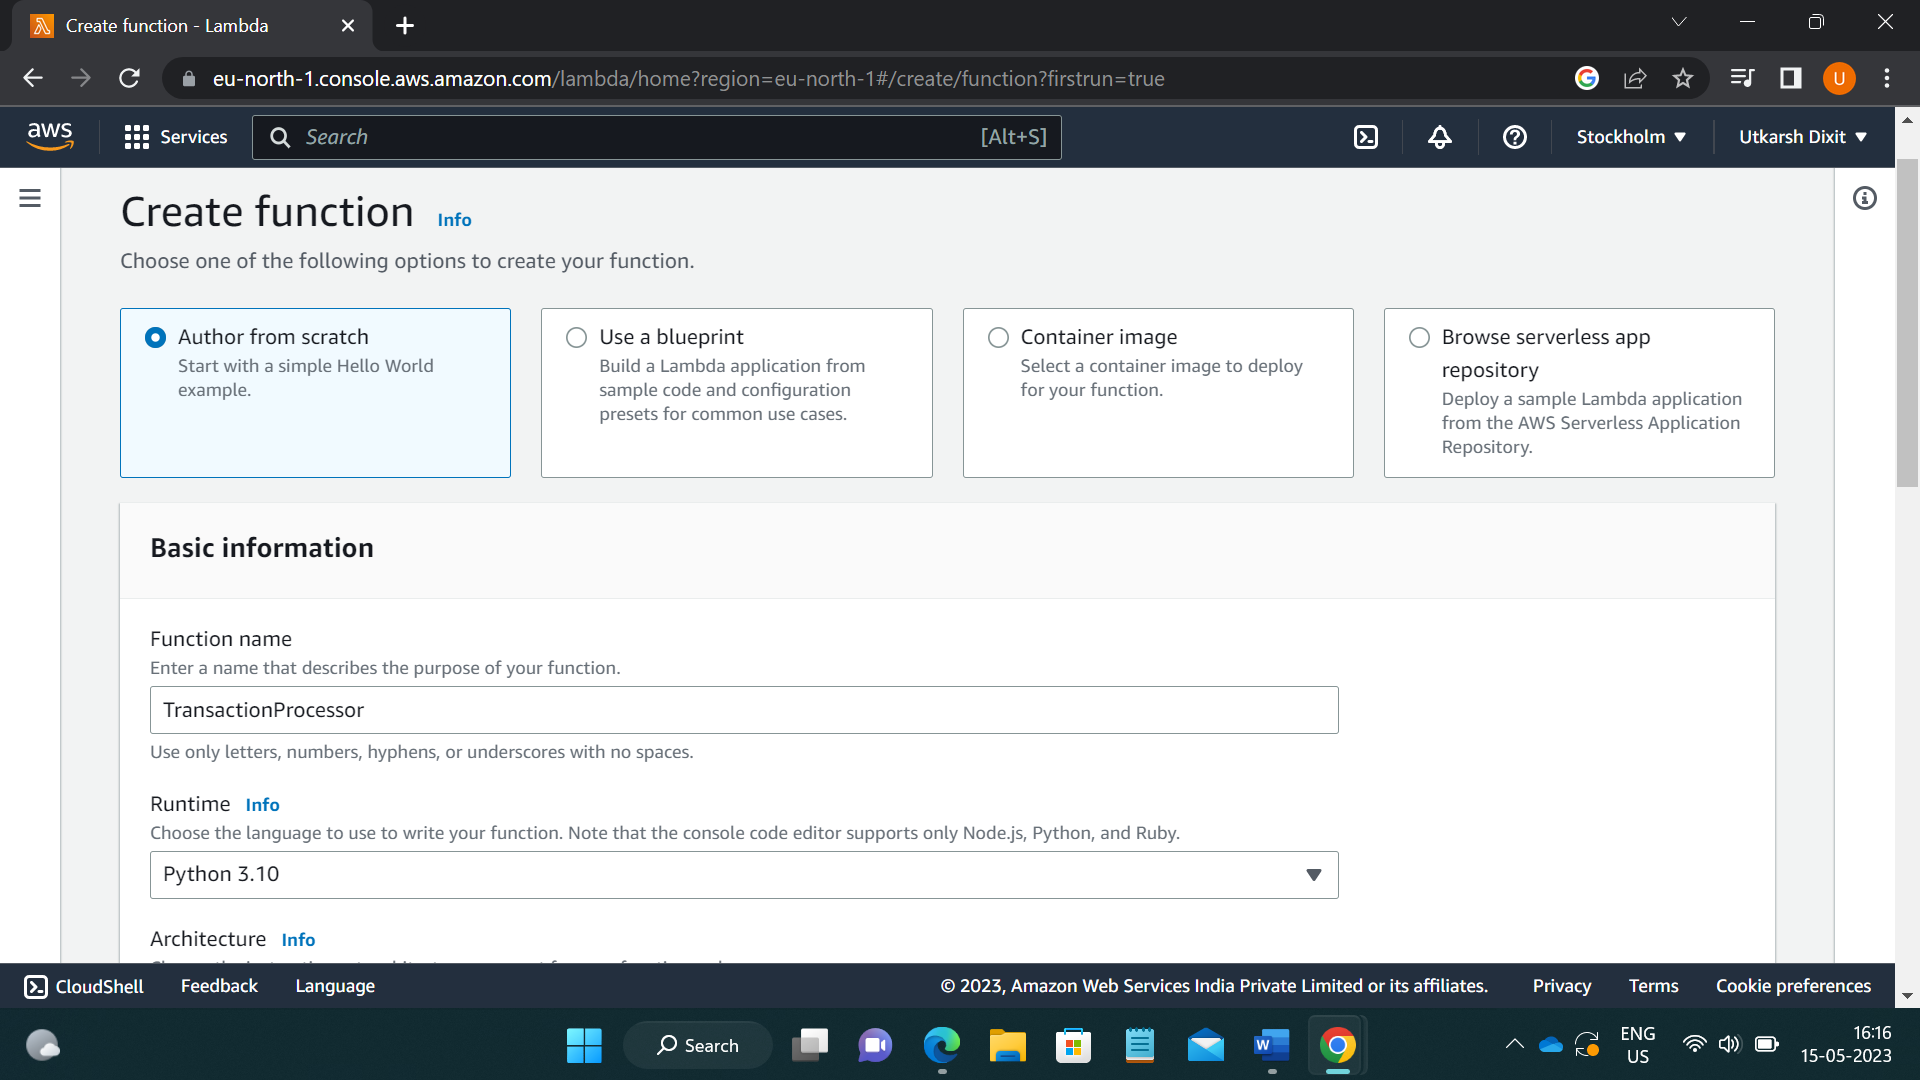 Create function - Lambda
eu-north-1.console.aws.amazon.com/lambda/home?region=eu-north-1#/create/function?firstrun=true
U
aws
Services
Search
[Alt+S]
Stockholm
Utkarsh Dixit
Create function Info
Choose one of the following options to create your function.
Author from scratch
Start with a simple Hello World
example.
Use a blueprint
Build a Lambda application from
sample code and configuration
presets for common use cases.
Container image
Select a container image to deploy
for your function.
Browse serverless app
repository
Deploy a sample Lambda application
from the AWS Serverless Application
Repository.
Basic information
Function name
Enter a name that describes the purpose of your function.
TransactionProcessor
Use only letters, numbers, hyphens, or underscores with no spaces.
Runtime Info
Choose the language to use to write your function. Note that the console code editor supports only Node.js, Python, and Ruby.
Python 3.10
Architecture Info
CloudShell
Feedback
Language
© 2023, Amazon Web Services India Private Limited or its affiliates.
Privacy
Terms
Cookie preferences
Search
W
ENG
US
16:16
15-05-2023